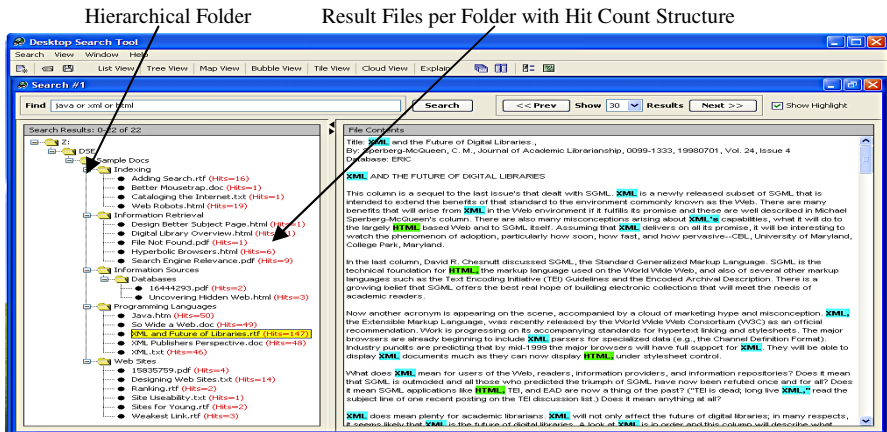 Hierarchical Folder
Result Files per Folder with Hit Count Structure
Desktop Search Tool
Search View Window Help
List View Tree View Map View Bubble View Tile View Cloud View Explain
Search #1
Find java or xml or html Search << Prev Show 30 Results Next >> Show Highlight
Search Results: 0-22 of 22
Z:
DSE
Sample Docs
Indexing
Adding Search.rtf (Hits=16)
Better Mousetrap.doc (Hits=1)
Cataloging the Internet.txt (Hits=1)
Web Robots.html (Hits=19)
Information Retrieval
Design Better Subject Page.html (Hits=1)
Digital Library Overview.html (Hits=1)
File Not Found.pdf (Hits=1)
Hyperbolic Browsers.html (Hits=6)
Search Engine Relevance.pdf (Hits=9)
Information Sources
Databases
16444293.pdf (Hits=2)
Uncovering Hidden Web.html (Hits=3)
Programming Languages
Java.htm (Hits=50)
So Wide a Web.doc (Hits=49)
XML and Future of Libraries.rtf (Hits=147)
XML Publishers Perspective.doc (Hits=48)
XML.txt (Hits=46)
Web Sites
15835759.pdf (Hits=4)
Designing Web Sites.txt (Hits=14)
Ranking.rtf (Hits=2)
Site Useability.txt (Hits=1)
Sites for Young.rtf (Hits=2)
Weakest Link.rtf (Hits=3)
File Contents
Title: XML and the Future of Digital Libraries.,
By: Sperberg-McQueen, C. M., Journal of Academic Librarianship, 0099-1333, 19980701, Vol. 24, Issue 4
Database: ERIC
XML AND THE FUTURE OF DIGITAL LIBRARIES
This column is a sequel to the last issue's that dealt with SGML. XML is a newly released subset of SGML that is
intended to extend the benefits of that standard to the environment commonly known as the Web. There are many
benefits that will arise from XML in the Web environment if it fulfills its promise and these are well described in Michael
Sperberg-McQueen's column. There are also many misconceptions arising about XML's capabilities, what it will do to
the largely HTML based Web and to SGML itself. Assuming that XML delivers on all its promise, it will be interesting to
watch the phenomenon of adoption, particularly how soon, how fast, and how pervasive--CBL, University of Maryland,
College Park, Maryland.
In the last column, David R. Chesnutt discussed SGML, the Standard Generalized Markup Language. SGML is the
technical foundation for HTML, the markup language used on the World Wide Web, and also of several other markup
languages such as the Text Encoding Initiative (TEI) Guidelines and the Encoded Archival Description. There is a
growing belief that SGML offers the best real hope of building electronic collections that will meet the needs of
academic readers.
Now another acronym is appearing on the scene, accompanied by a cloud of marketing hype and misconception. XML,
the Extensible Markup Language, was recently released by the World Wide Web Consortium (W3C) as an official
recommendation. Work is progressing on its accompanying standards for hypertext linking and stylesheets. The major
browsers are already beginning to include XML parsers for specialized data (e.g., the Channel Definition Format).
Industry pundits are predicting that by mid-1999 the major browsers will have full support for XML. They will be able to
display XML documents much as they can now display HTML, under stylesheet control.
What does XML mean for users of the Web, readers, information providers, and information repositories? Does it mean
that SGML is outmoded and all those who predicted the triumph of SGML have now been refuted once and for all? Does
it mean SGML applications like HTML, TEI, and EAD are now a thing of the past? ("TEI is dead; long live XML," read the
subject line of one recent posting on the TEI discussion list.) Does it mean anything at all?
XML does mean plenty for academic librarians. XML will not only affect the future of digital libraries; in many respects,
it seems likely that XML is the future of digital libraries. A look at XML is in order and this column will describe what